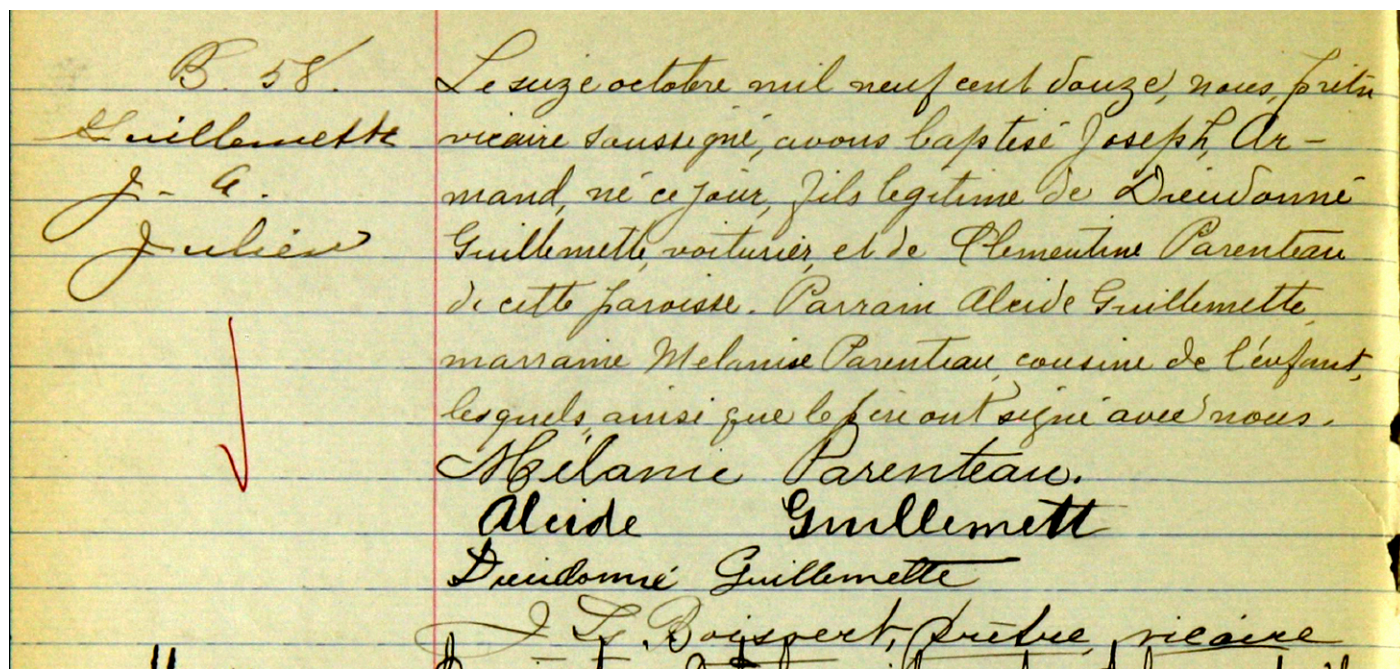 B. 58.
Guillemette
J. A.
Julien
Le seize octobre mil neuf cent douze, nous, prêtre
vicaire soussigné, avons baptisé Joseph, Ar-
mand, né ce jour, fils légitime de Dieudonné
Guillemette, voiturier, et de Clementine Parenteau
de cette paroisse. Parrain Alcide Guillemette,
marraine Melanise Parenteau, cousine de l'enfant,
lesquels, ainsi que le père ont signé avec nous.
Mélanie Parenteau.
Alcide Guillemett
Dieudonné Guillemette
Boisvert, prêtre, vicaire